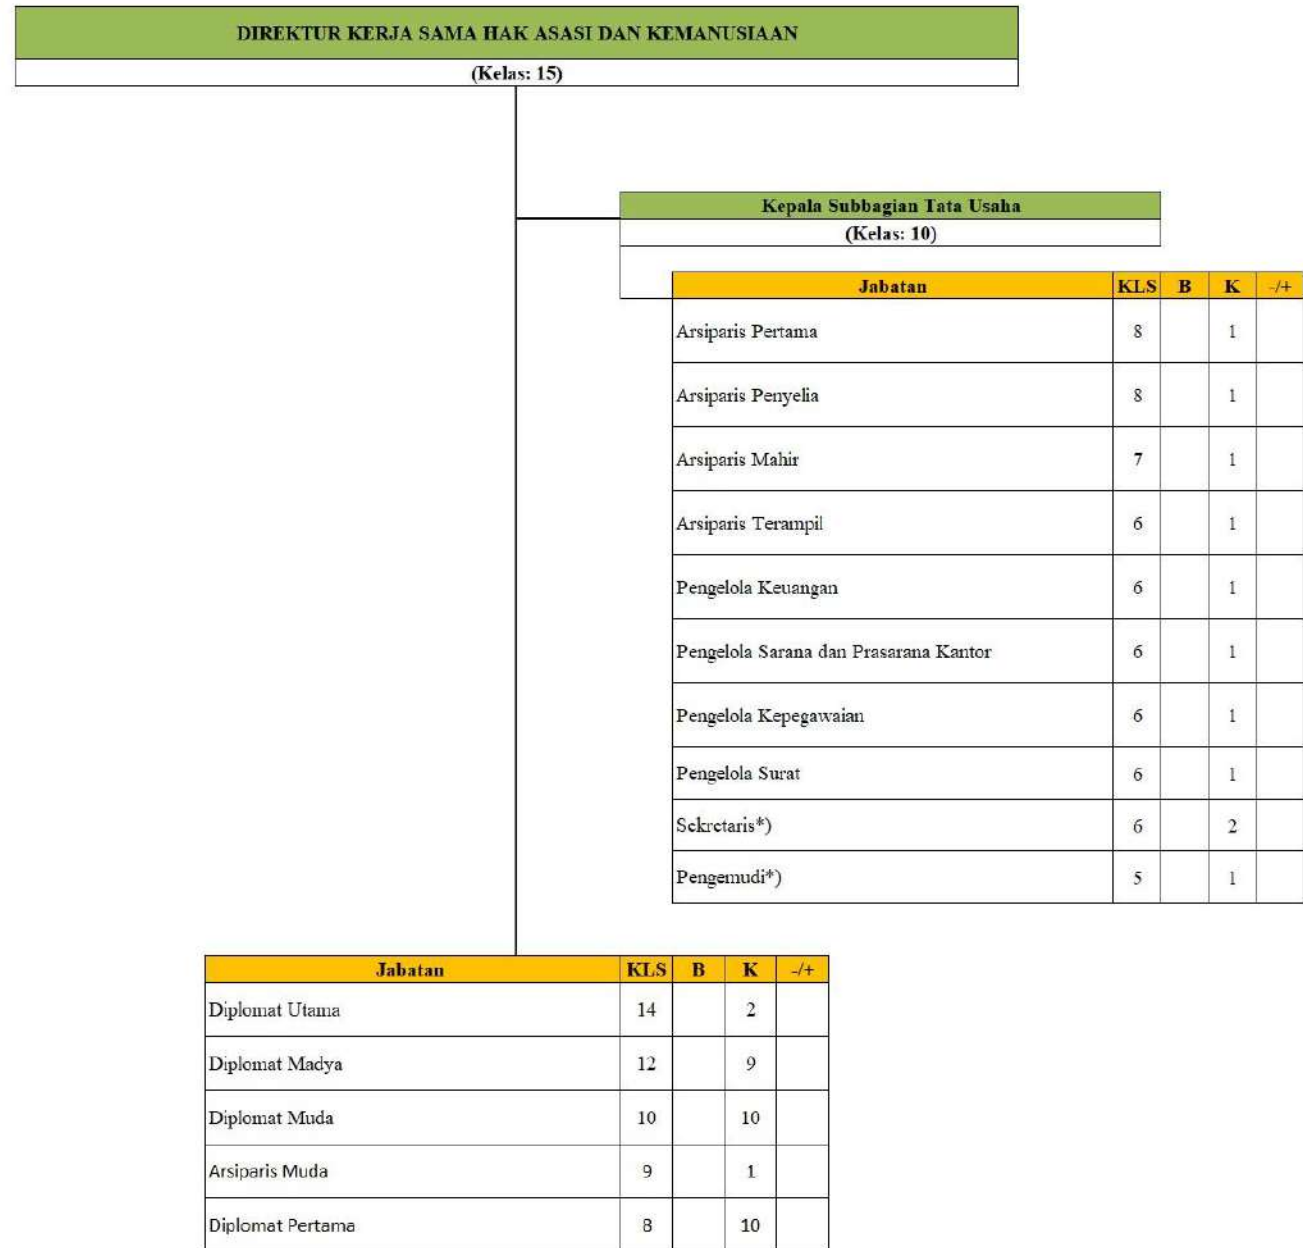 DIREKTUR KERJA SAMA HAK ASASI DAN KEMANUSIAAN
(Kelas: 15)
Kepala Subbagian Tata Usaha
(Kelas: 10)
Jabatan KLS B K -/+
Arsiparis Pertama 8 1
Arsiparis Penyelia 8 1
Arsiparis Mahir 7 1
Arsiparis Terampil 6 1
Pengelola Keuangan 6 1
Pengelola Sarana dan Prasarana Kantor 6 1
Pengelola Kepegawaian 6 1
Pengelola Surat 6 1
Sekretaris*) 6 2
Pengemudi*) 5 1
Jabatan KLS B K -/+
Diplomat Utama 14 2
Diplomat Madya 12 9
Diplomat Muda 10 10
Arsiparis Muda 9 1
Diplomat Pertama 8 10